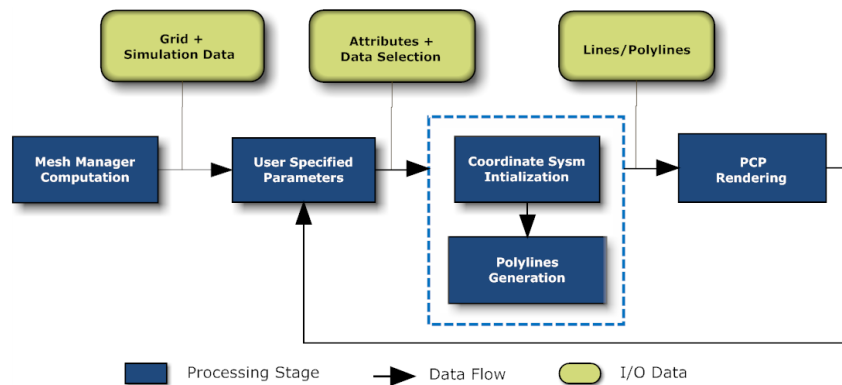 Grid +
Simulation Data
Attributes +
Data Selection
Lines/Polylines
Mesh Manager
Computation
User Specified
Parameters
Coordinate Sysm
Intialization
PCP
Rendering
Polylines
Generation
Processing Stage
Data Flow
I/O Data